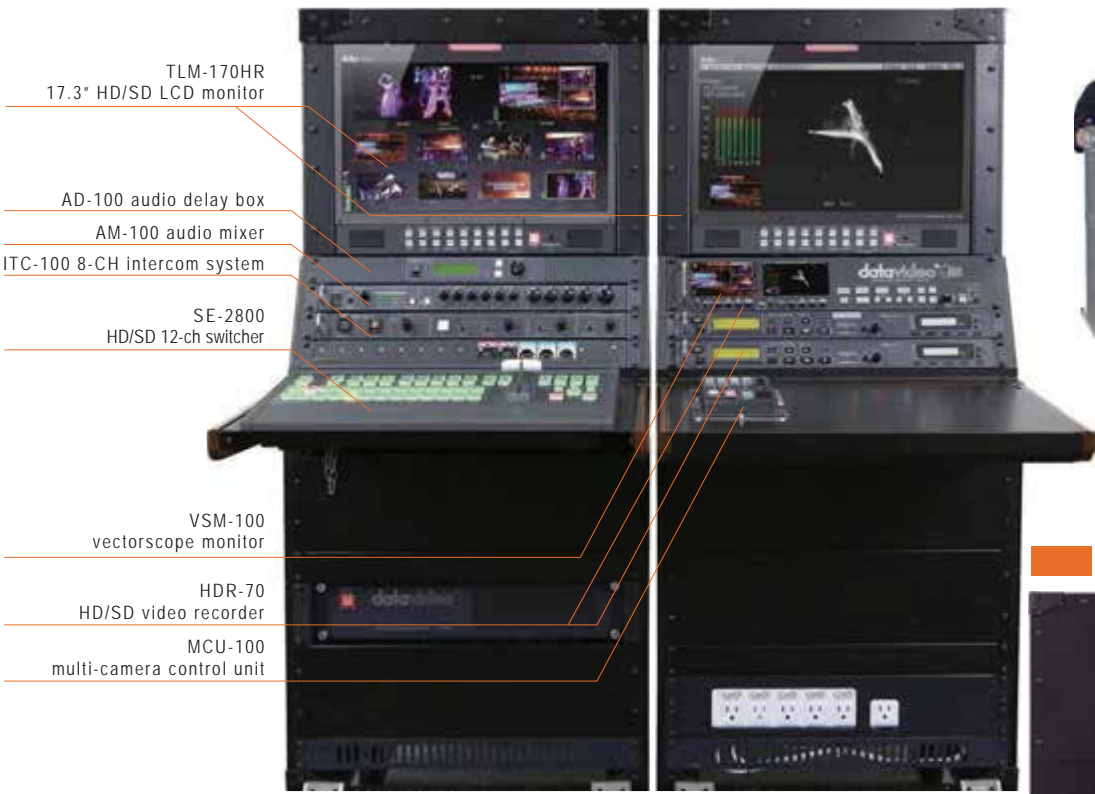 TLM-170HR
17.3" HD/SD LCD monitor
AD-100 audio delay box
AM-100 audio mixer
ITC-100 8-CH intercom system
SE-2800
HD/SD 12-ch switcher
VSM-100
vectorscope monitor
HDR-70
HD/SD video recorder
MCU-100
multi-camera control unit
datavideo
datavideo